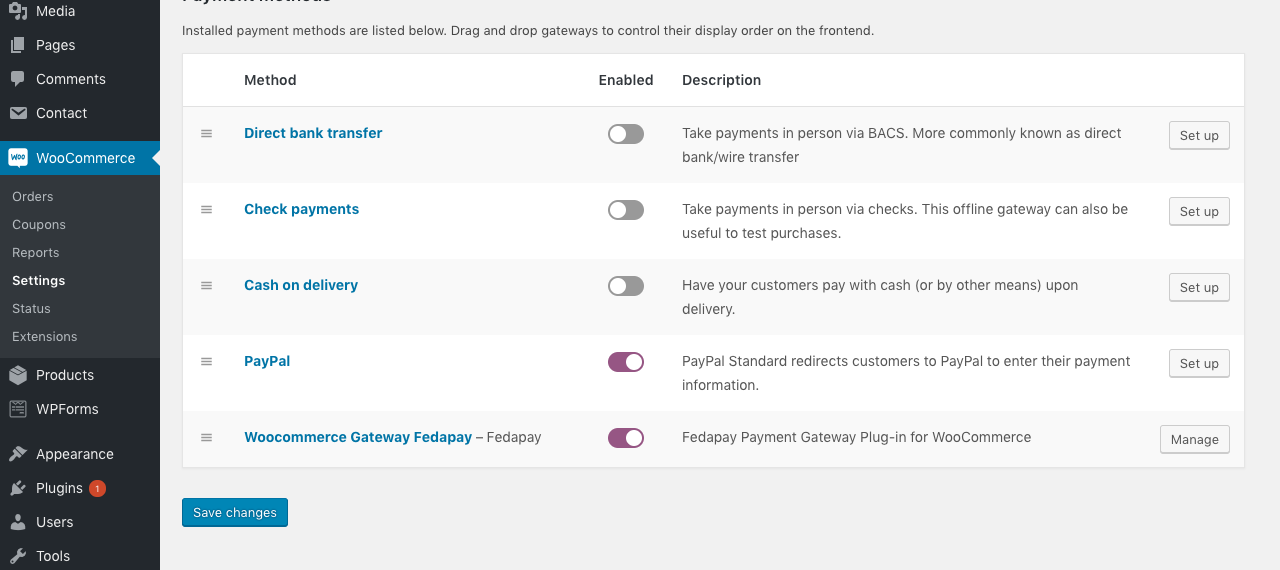 Media
Pages
Comments
Contact
woo
WooCommerce
Orders
Coupons
Reports
Settings
Status
Extensions
Products
WPForms
Appearance
Plugins 1
Users
Tools
Payment methods
Installed payment methods are listed below. Drag and drop gateways to control their display order on the frontend.
Method Enabled Description
Direct bank transfer
Take payments in person via BACS. More commonly known as direct
bank/wire transfer
Set up
Check payments
Take payments in person via checks. This offline gateway can also be
useful to test purchases.
Set up
Cash on delivery
Have your customers pay with cash (or by other means) upon
delivery.
Set up
PayPal
PayPal Standard redirects customers to PayPal to enter their payment
information.
Set up
Woocommerce Gateway Fedapay – Fedapay
Fedapay Payment Gateway Plug-in for WooCommerce
Manage
Save changes